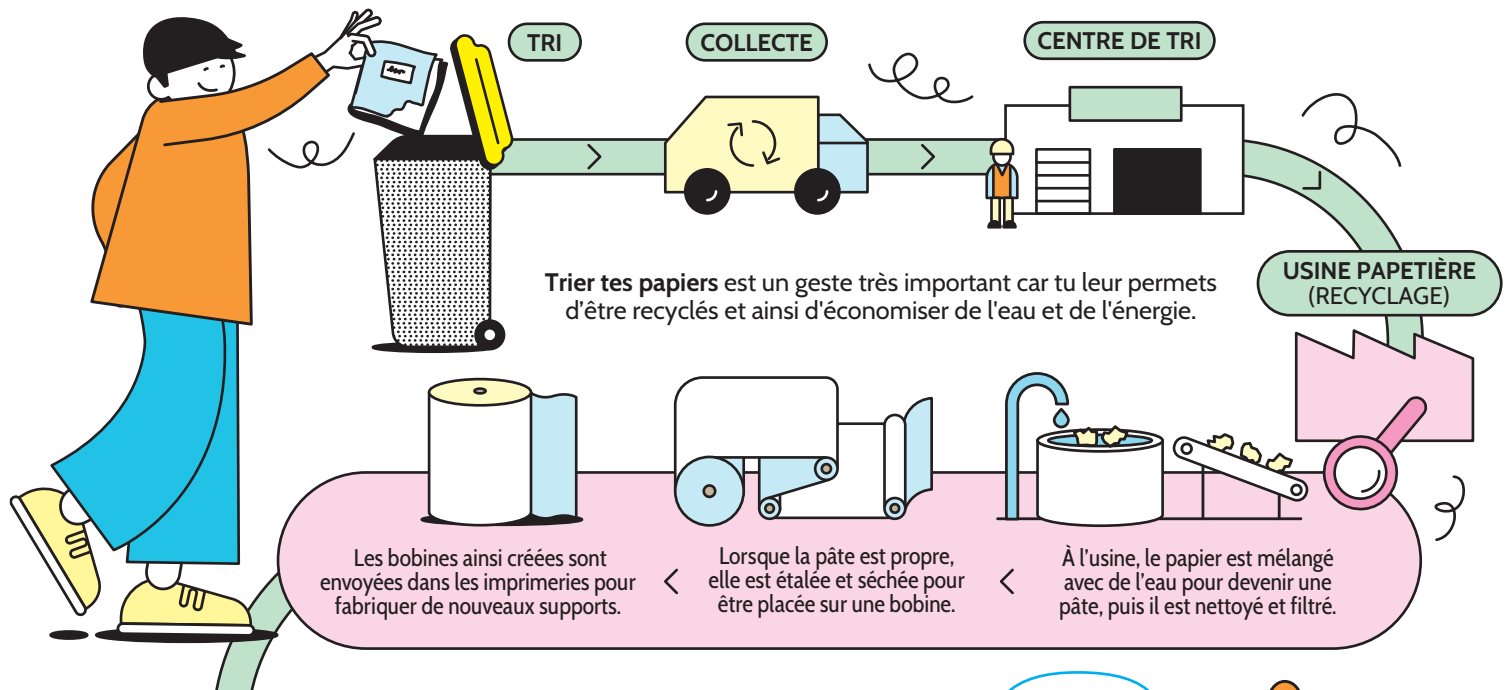 TRI
COLLECTE
CENTRE DE TRI
Trier tes papiers est un geste très important car tu leur permets
d’être recyclés et ainsi d'économiser de l'eau et de l'énergie.
USINE PAPETIÈRE
(RECYCLAGE)
À l’usine, le papier est mélangé
avec de l’eau pour devenir une
pâte, puis il est nettoyé et filtré.
Lorsque la pâte est propre,
elle est étalée et séchée pour
être placée sur une bobine.
Les bobines ainsi créées sont
envoyées dans les imprimeries pour
fabriquer de nouveaux supports.